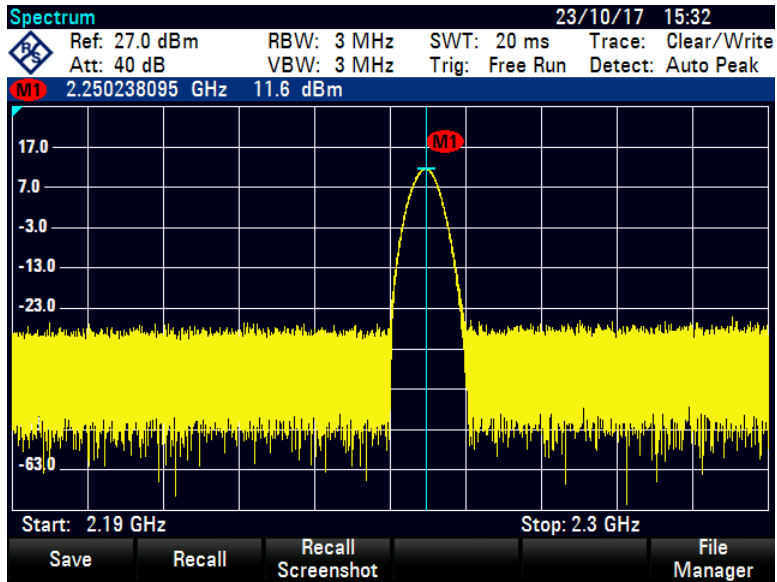 Spectrum 23/10/17 15:32
Ref: 27.0 dBm RBW: 3 MHz SWT: 20 ms Trace: Clear/Write
Att: 40 dB VBW: 3 MHz Trig: Free Run Detect: Auto Peak
M1 2.250238095 GHz 11.6 dBm
M1
17.0
7.0
-3.0
-13.0
-23.0
-63.0
Start: 2.19 GHz Stop: 2.3 GHz
Save Recall Recall Screenshot File Manager